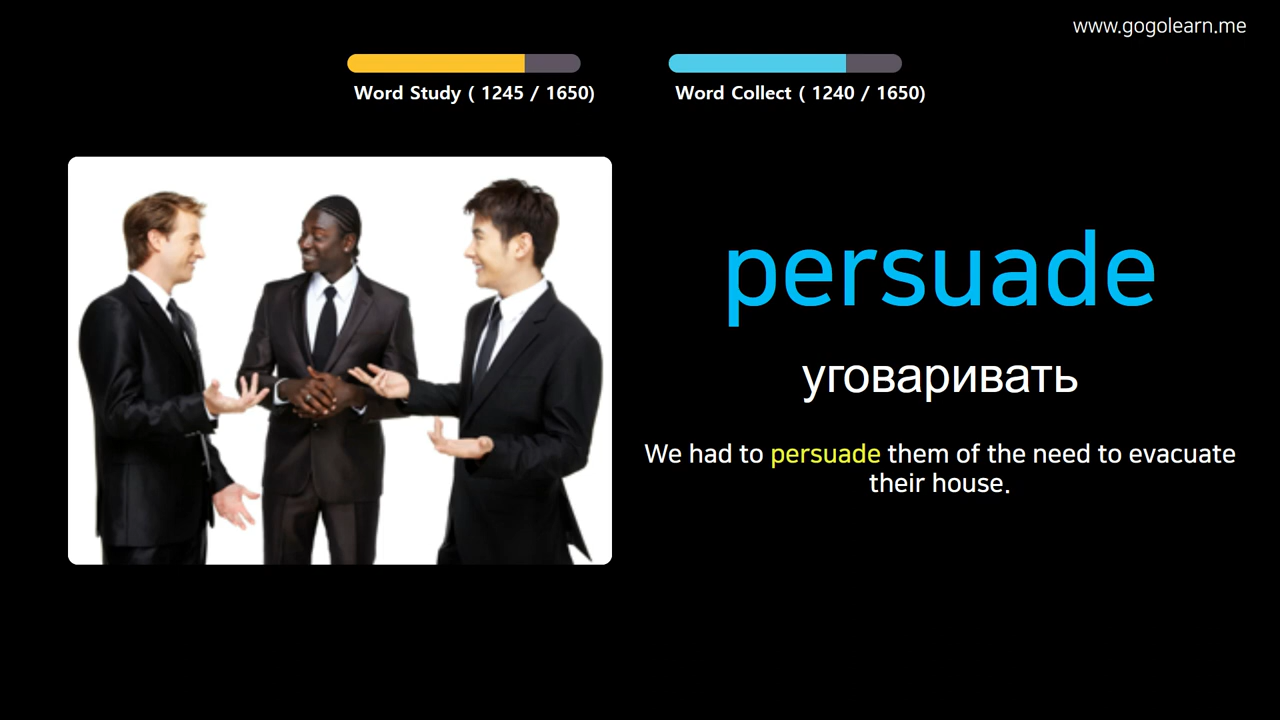 www.gogolearn.me
Word Study ( 1245 / 1650)
Word Collect ( 1240 / 1650)
persuade
уговаривать
We had to persuade them of the need to evacuate
their house.